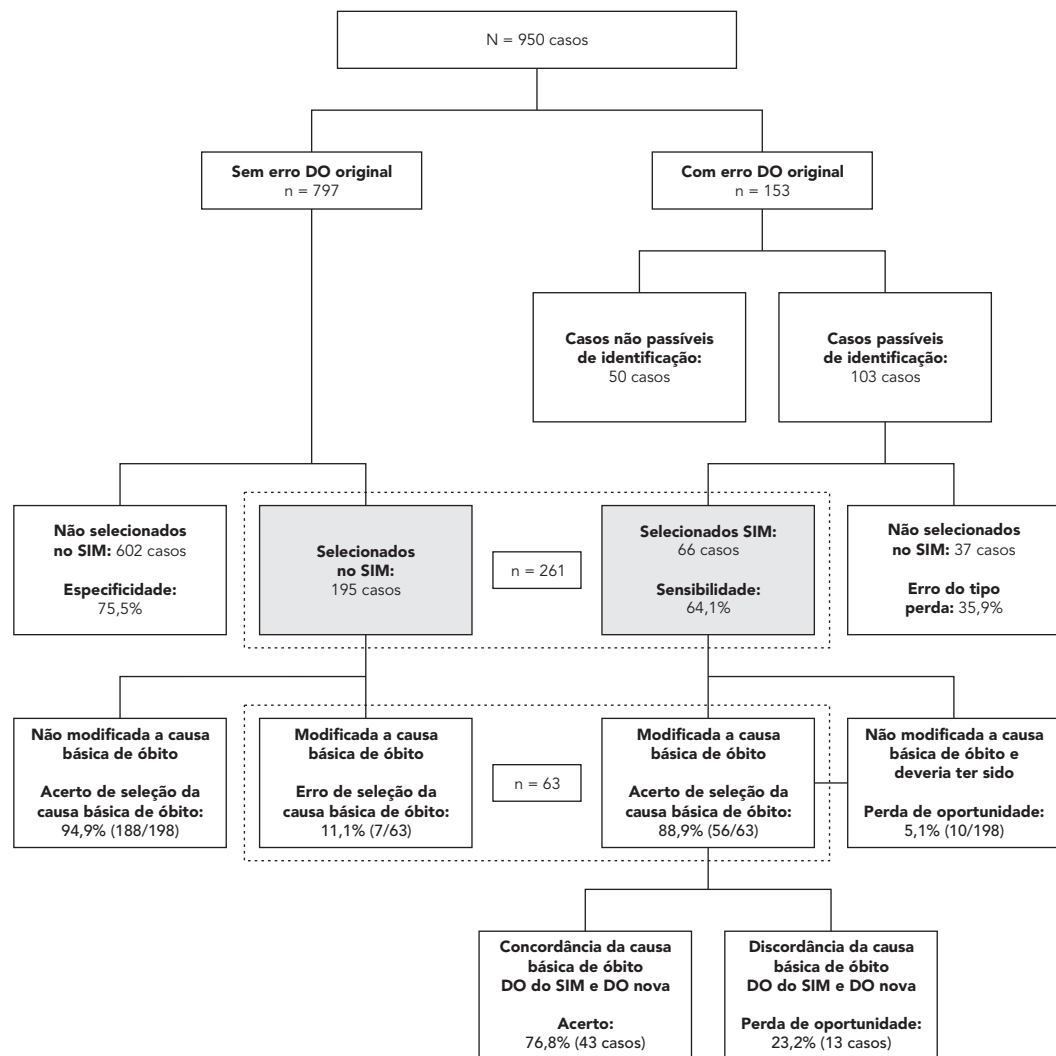 N = 950 casos
Sem erro DO original
n = 797
Com erro DO original
n = 153
Casos não passíveis
de identificação:
50 casos
Casos passíveis
de identificação:
103 casos
Não selecionados
no SIM: 602 casos
Especificidade:
75,5%
Selecionados
no SIM:
195 casos
n = 261
Selecionados SIM:
66 casos
Sensibilidade:
64,1%
Não selecionados
no SIM: 37 casos
Erro do tipo
perda: 35,9%
Não modificada a causa
básica de óbito
Acerto de seleção da
causa básica de óbito:
94,9% (188/198)
Modificada a causa
básica de óbito
Erro de seleção da
causa básica de óbito:
11,1% (7/63)
n = 63
Modificada a causa
básica de óbito
Acerto de seleção da
causa básica de óbito:
88,9% (56/63)
Não modificada a causa
básica de óbito e
deveria ter sido
Perda de oportunidade:
5,1% (10/198)
Concordância da causa
básica de óbito
DO do SIM e DO nova
Acerto:
76,8% (43 casos)
Discordância da causa
básica de óbito
DO do SIM e DO nova
Perda de oportunidade:
23,2% (13 casos)